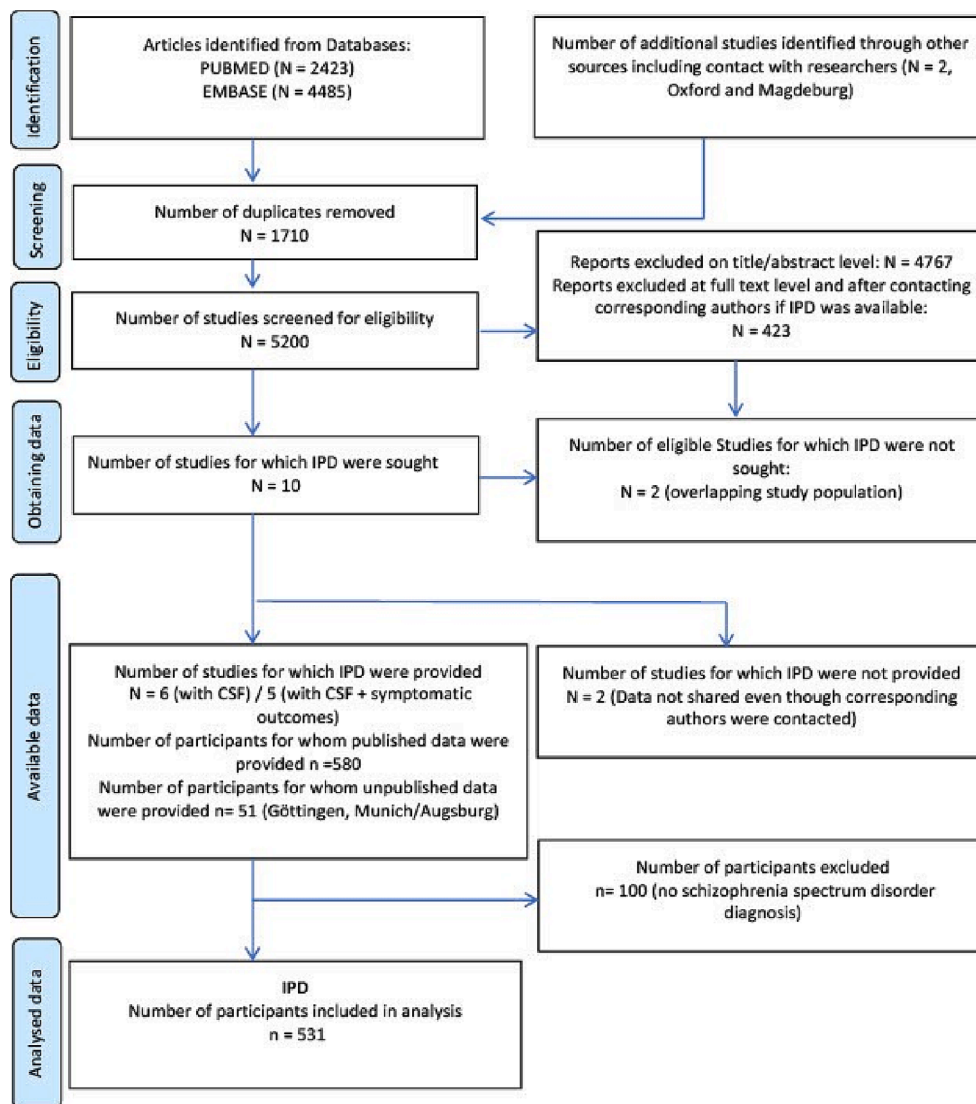 Identification
Articles identified from Databases:
PUBMED (N = 2423)
EMBASE (N = 4485)
Number of additional studies identified through other
sources including contact with researchers (N = 2,
Oxford and Magdeburg)
Screening
Number of duplicates removed
N = 1710
Eligibility
Number of studies screened for eligibility
N = 5200
Reports excluded on title/abstract level: N = 4767
Reports excluded at full text level and after contacting
corresponding authors if IPD was available:
N = 423
Obtaining data
Number of studies for which IPD were sought
N = 10
Number of eligible Studies for which IPD were not
sought:
N = 2 (overlapping study population)
Available data
Number of studies for which IPD were provided
N = 6 (with CSF) / 5 (with CSF + symptomatic
outcomes)
Number of participants for whom published data were
provided n =580
Number of participants for whom unpublished data
were provided n= 51 (Göttingen, Munich/Augsburg)
Number of studies for which IPD were not provided
N = 2 (Data not shared even though corresponding
authors were contacted)
Number of participants excluded
n= 100 (no schizophrenia spectrum disorder
diagnosis)
Analysed data
IPD
Number of participants included in analysis
n = 531